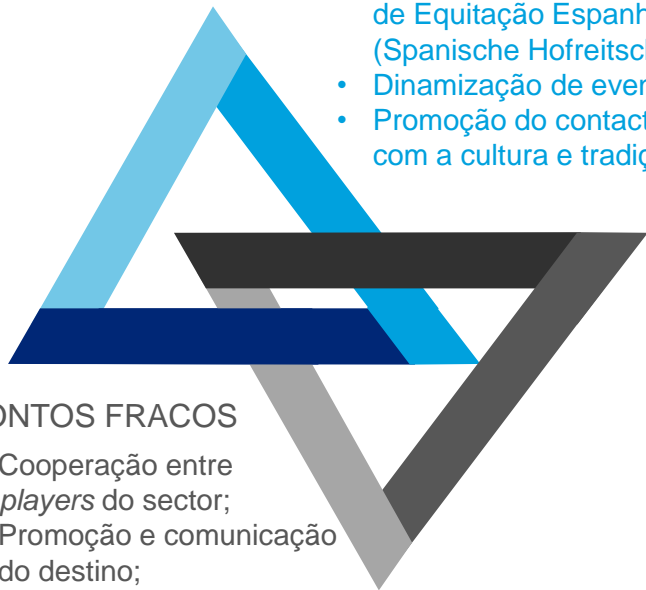 de Equitação
(Spanische
• Dinamização de
• Promoção do
com a cultura e
FRACOS
Cooperação entre
players do sector;
Promoção e comunicação
do destino;